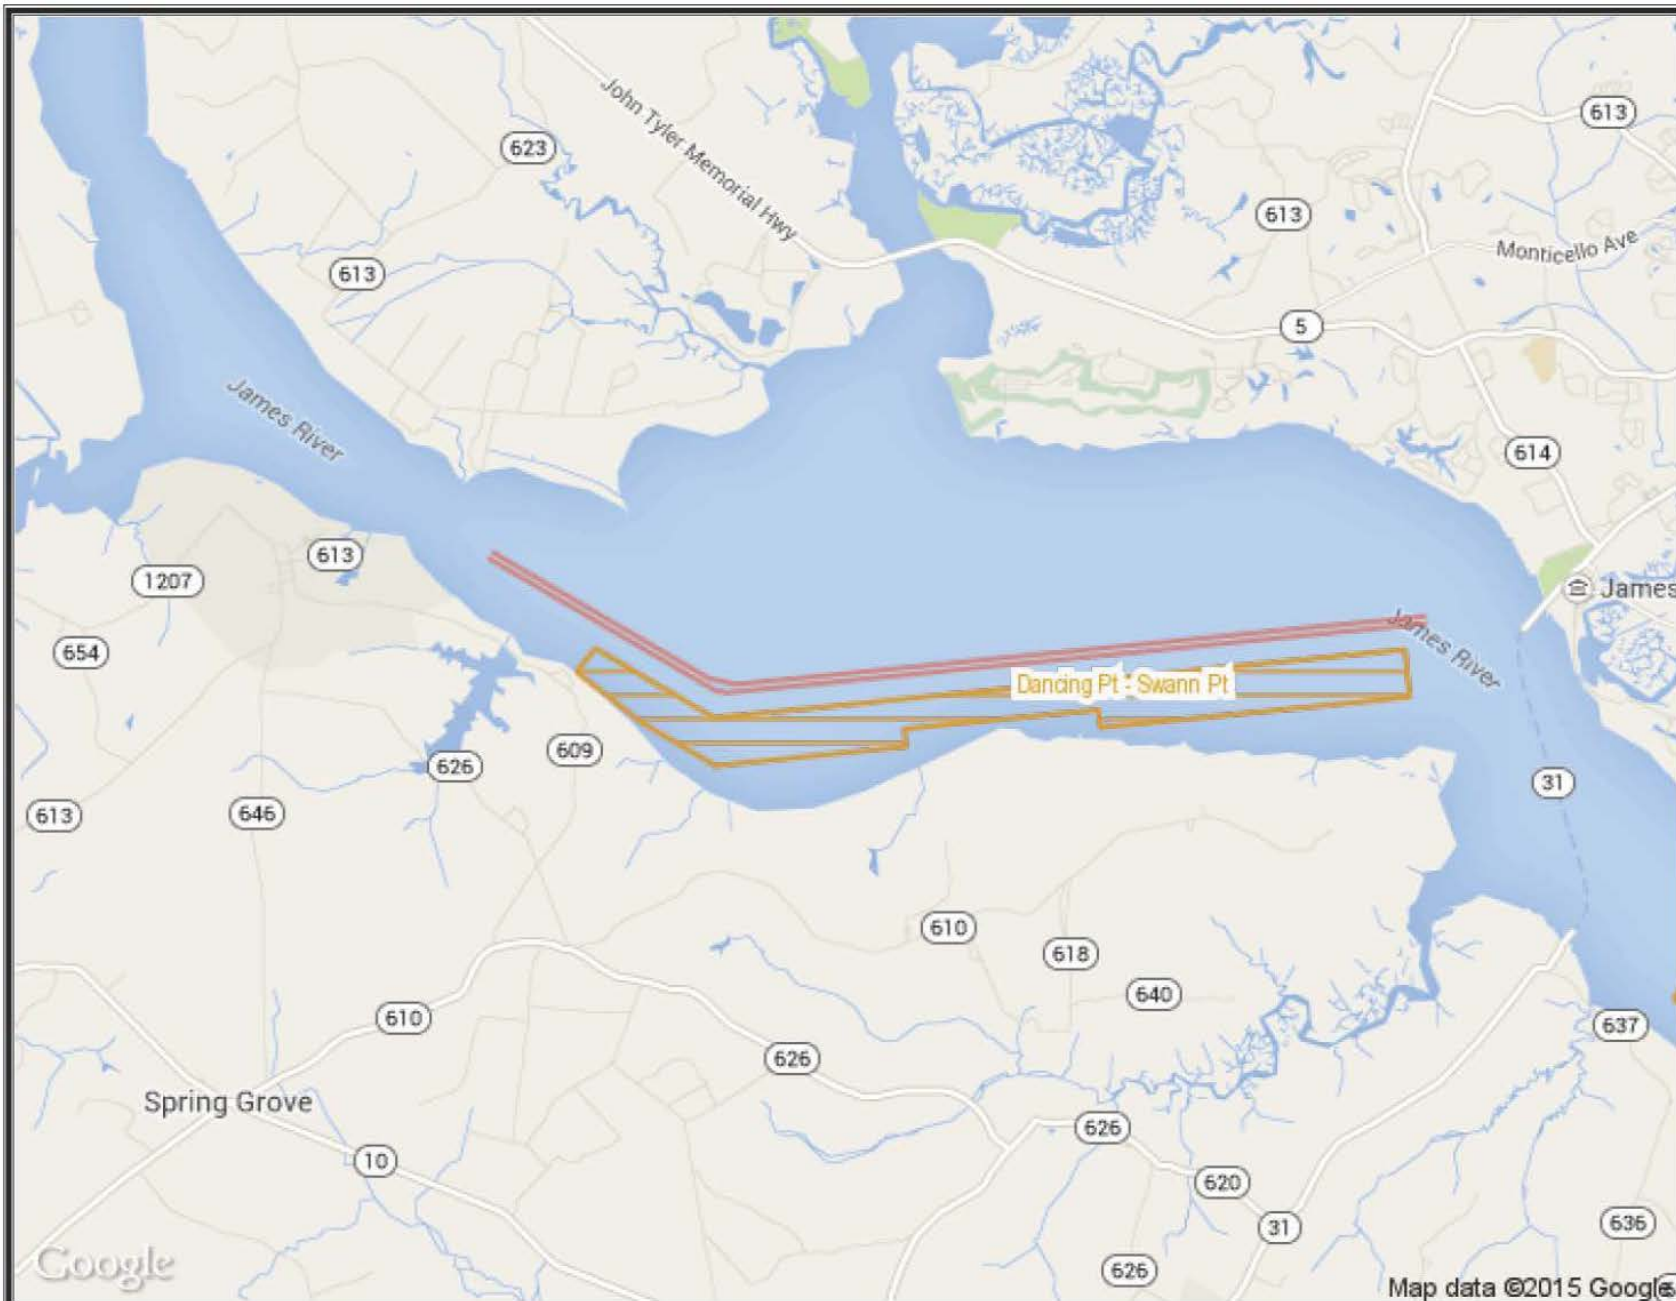 613
John Tyler Memorial Hwy
623
613
Monticello Ave
613
5
James River
614
613
1207
James
James River
654
Dancing Pt - Swann Pt
609
626
31
613
646
610
618
640
610
637
626
Spring Grove
626
10
620
31
636
626
Google
Map data ©2015 Google